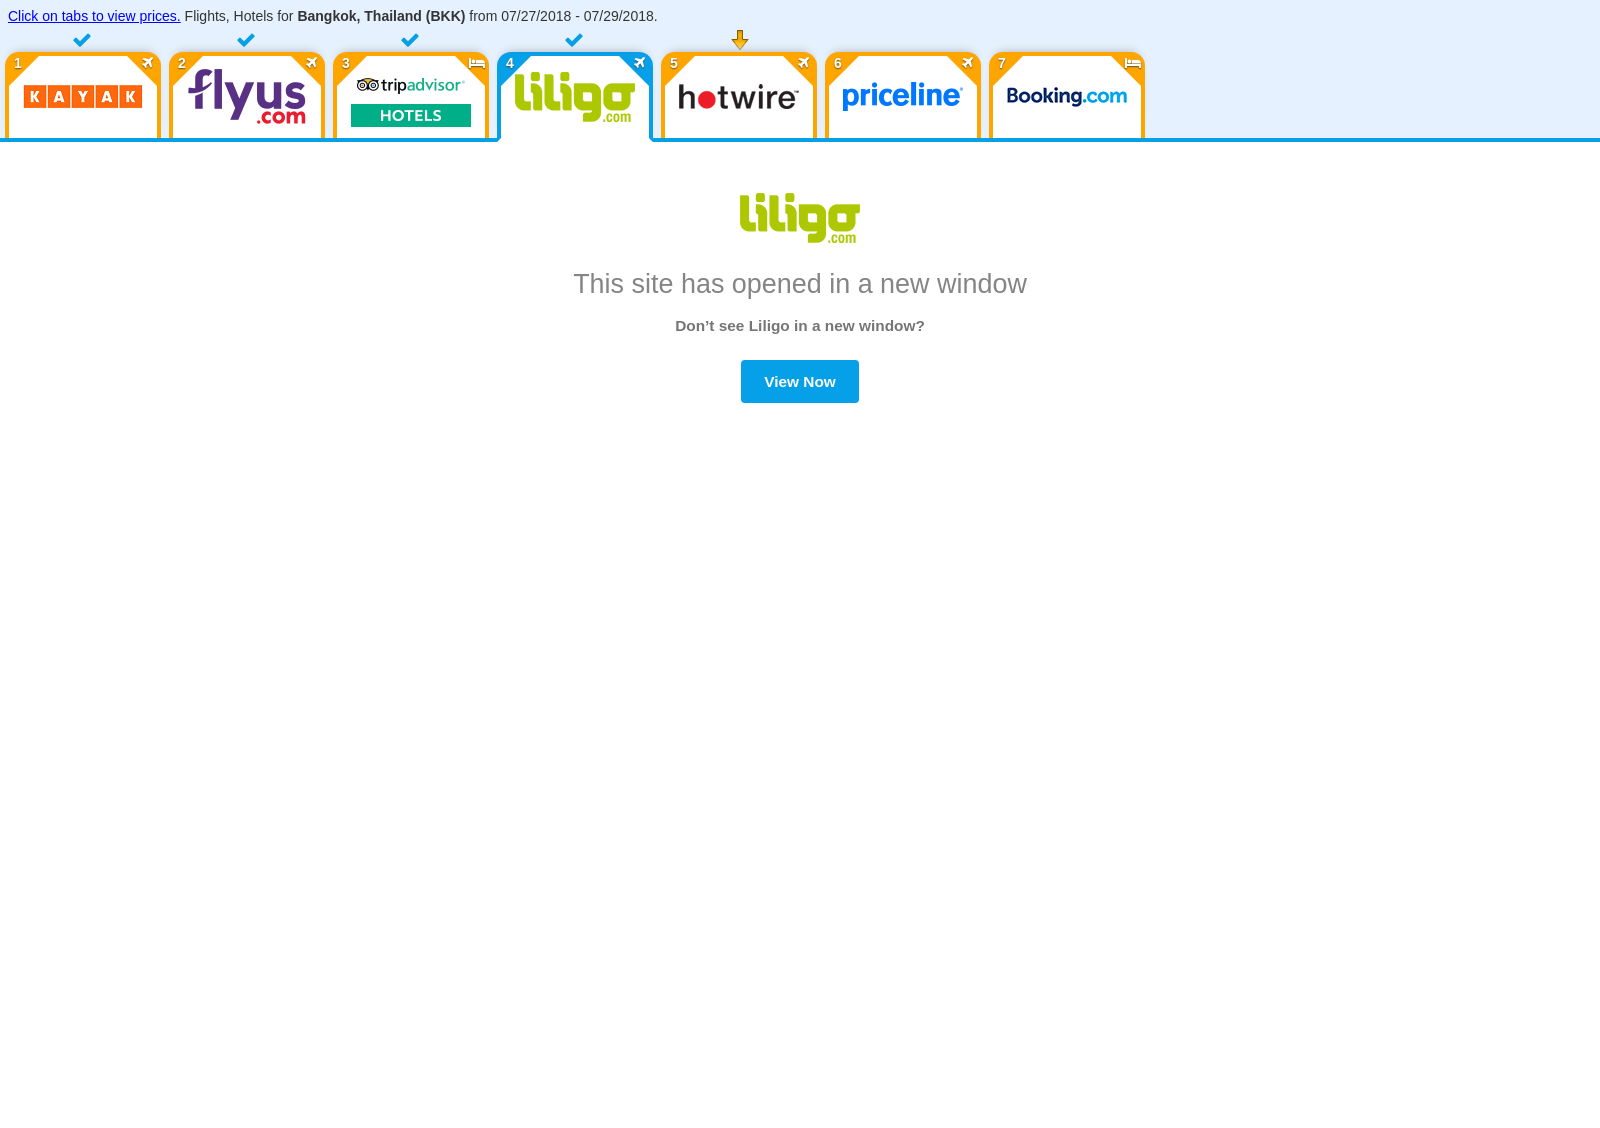 Click on tabs to view prices. Flights, Hotels for Bangkok, Thailand (BKK) from 07/27/2018 - 07/29/2018.
1 KAYAK
2 flyus.com
3 tripadvisor® HOTELS
4 liligo.com
5 hotwire™
6 priceline®
7 Booking.com
liligo.com
This site has opened in a new window
Don’t see Liligo in a new window?
View Now